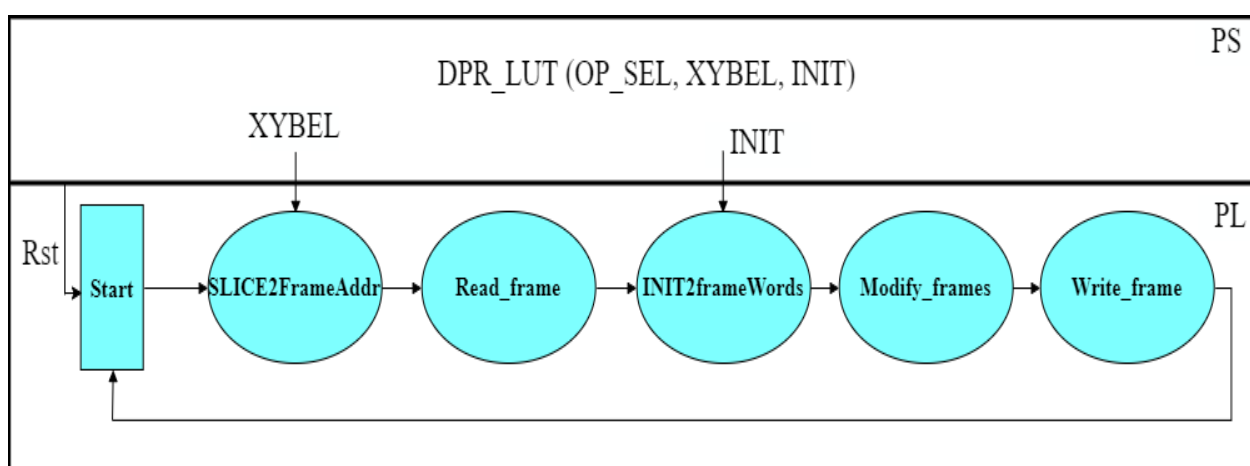 PS
DPR_LUT (OP_SEL, XYBEL, INIT)
XYBEL
INIT
PL
Rst
Start
SLICE2FrameAddr
Read_frame
INIT2frameWords
Modify_frames
Write_frame